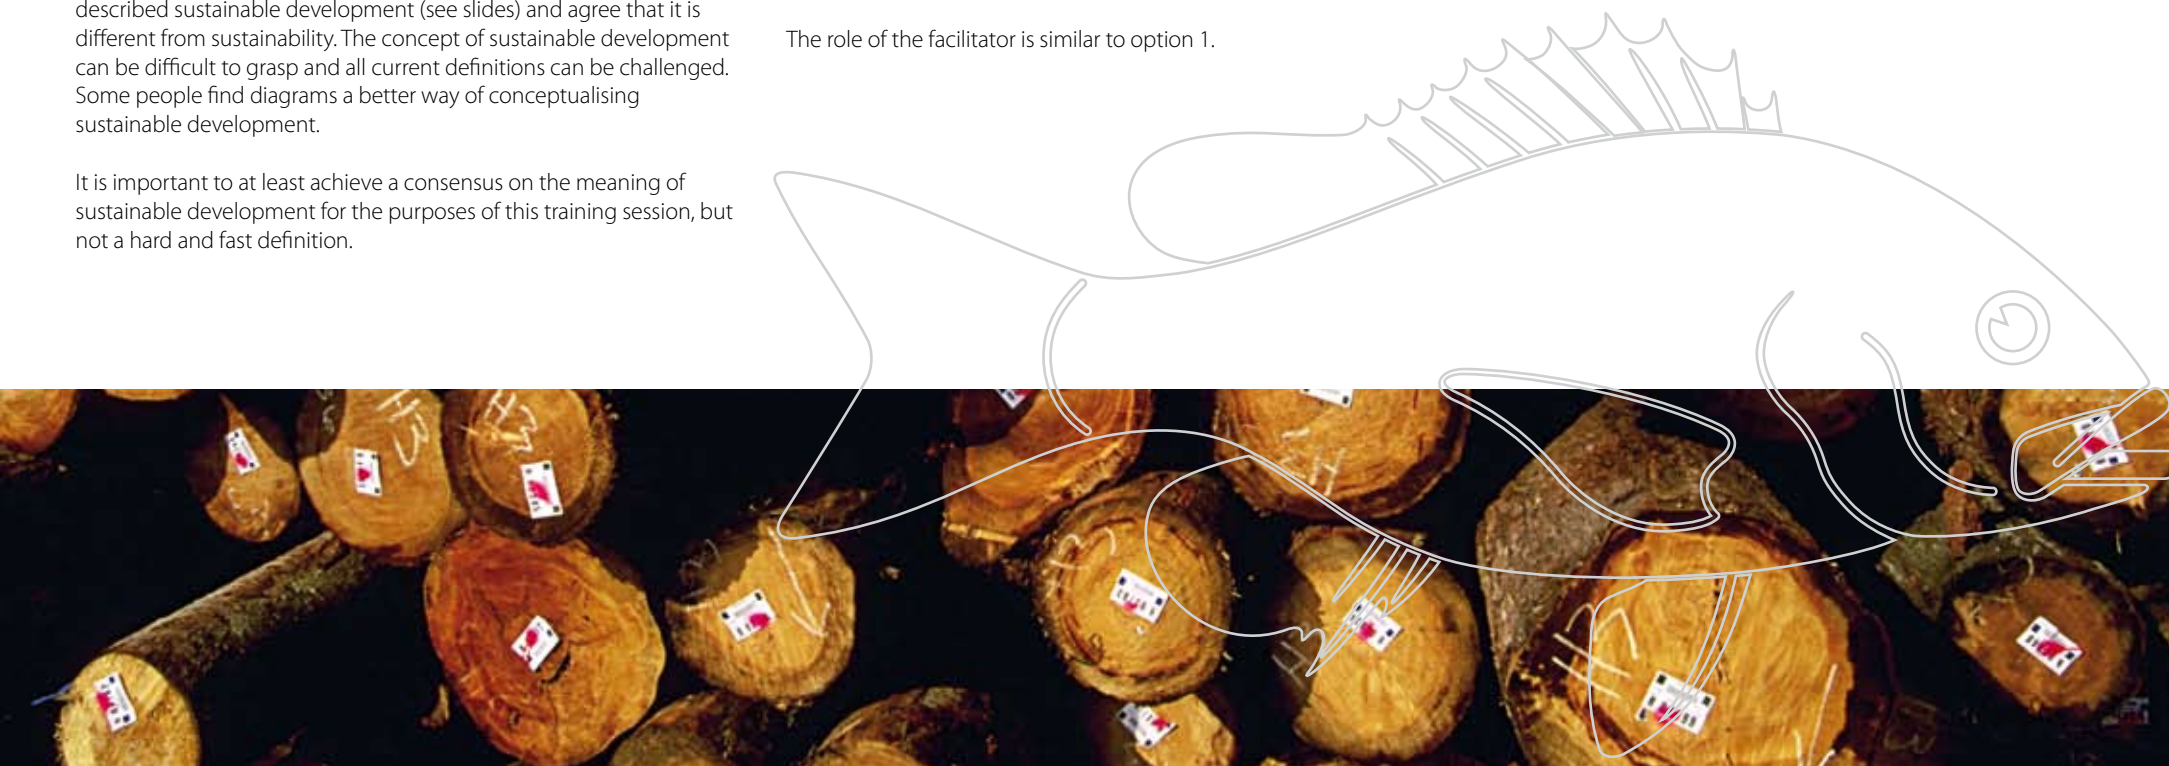 described sustainable development (see slides) and agree that it is
different from sustainability. The concept of sustainable development
can be difficult to grasp and all current definitions can be challenged.
Some people find diagrams a better way of conceptualising
sustainable development.
It is important to at least achieve a consensus on the meaning of
sustainable development for the purposes of this training session, but
not a hard and fast definition.
The role of the facilitator is similar to option 1.
H3
H3